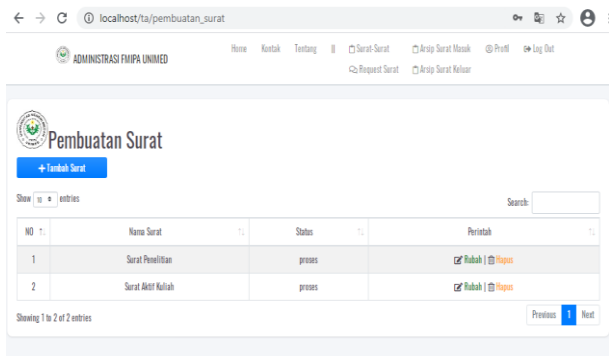 localhost/ta/pembuatan_surat
ADMINISTRASI FMIPA UNIMED
Home Kontak Tentang || Surat-Surat Arsip Surat Masuk Profil Log Out
Request Surat Arsip Surat Keluar
Pembuatan Surat
+ Tambah Surat
Show 10 entries Search:
NO Nama Surat Status Perintah
1 Surat Penelitian proses Rubah | Hapus
2 Surat Aktif Kuliah proses Rubah | Hapus
Showing 1 to 2 of 2 entries Previous 1 Next